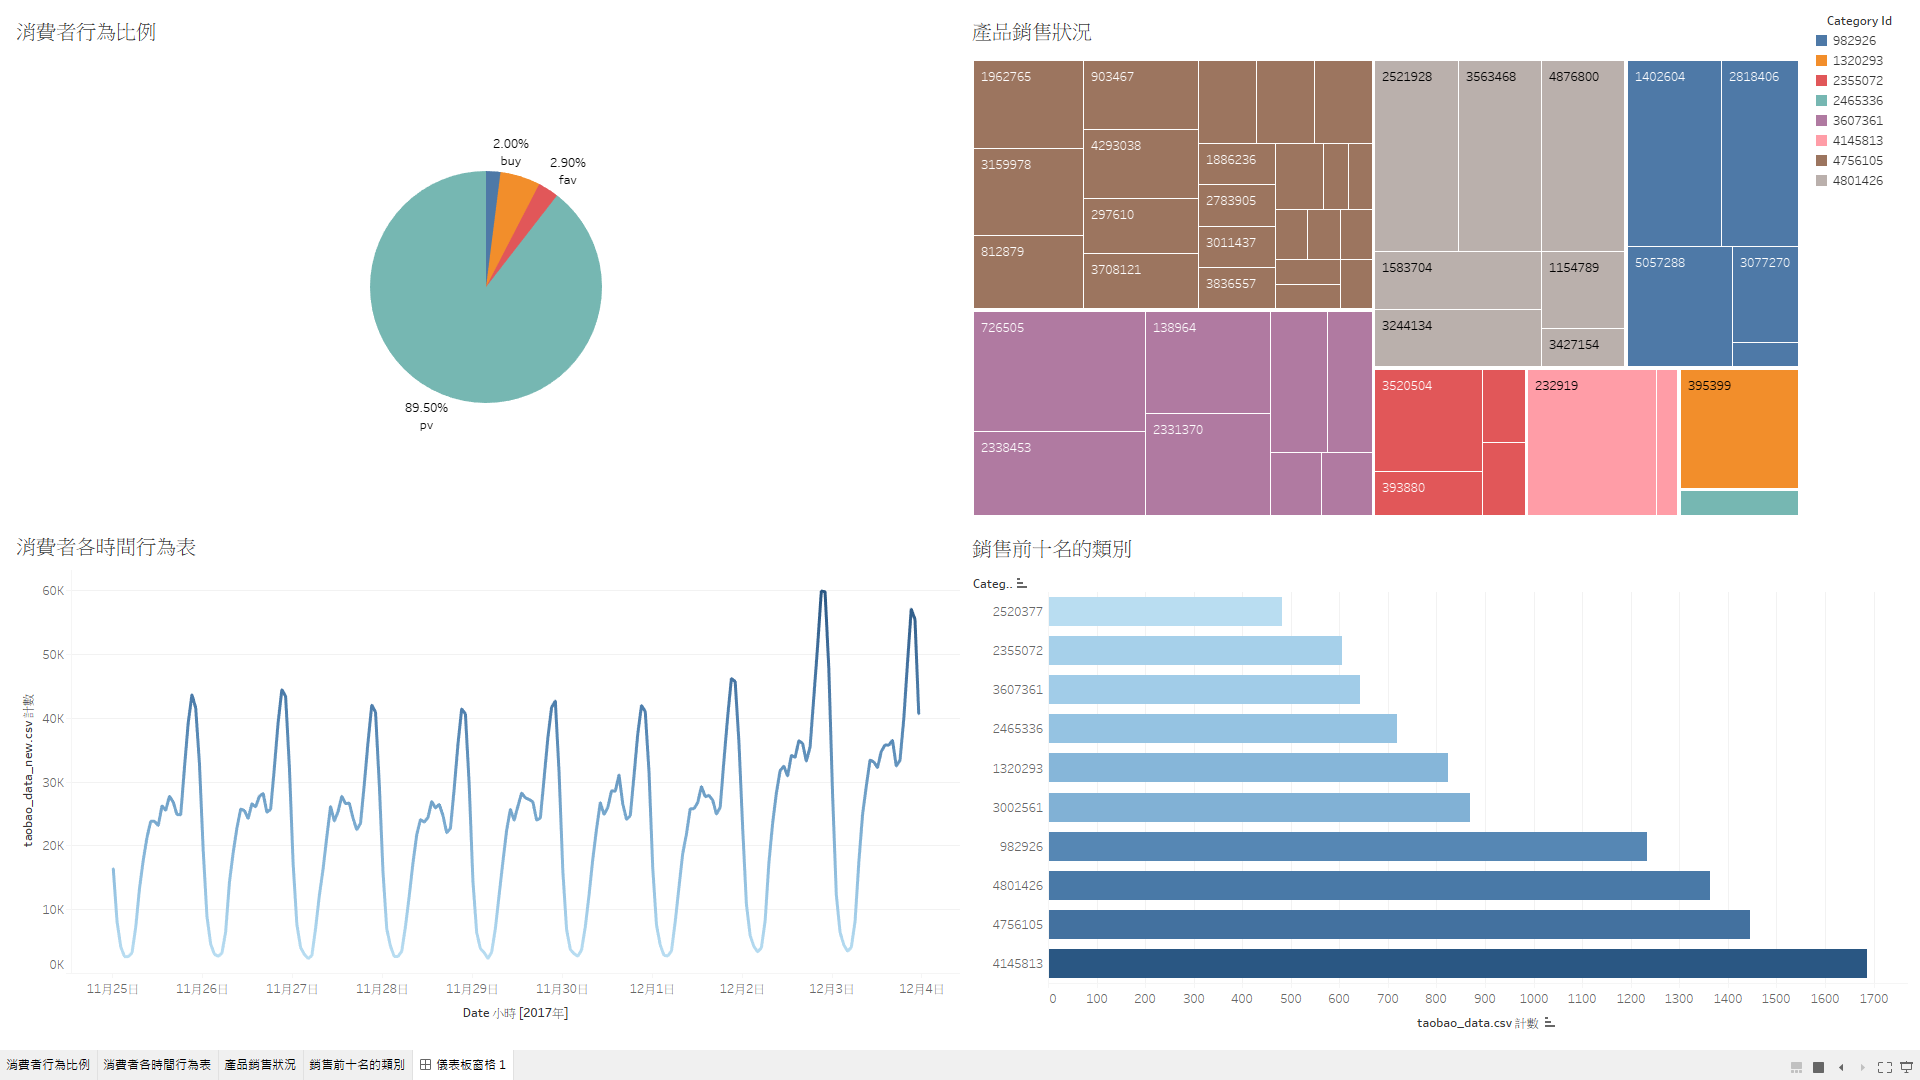 消費者行為比例
2.00%
buy
2.90%
fav
89.50%
pv
產品銷售狀況
1962765
903467
3159978
4293038
1886236
2783905
297610
812879
3011437
3708121
3836557
2521928
3563468
4876800
1583704
1154789
3244134
3427154
1402604
2818406
5057288
3077270
726505
138964
2338453
2331370
3520504
393880
232919
395399
Category Id
982926
1320293
2355072
2465336
3607361
4145813
4756105
4801426
消費者各時間行為表
taobao_data_new.csv 計數
60K
50K
40K
30K
20K
10K
0K
11月25日
11月26日
11月27日
11月28日
11月29日
11月30日
12月1日
12月2日
12月3日
12月4日
Date 小時 [2017年]
銷售前十名的類別
Categ..
2520377
2355072
3607361
2465336
1320293
3002561
982926
4801426
4756105
4145813
0 100 200 300 400 500 600 700 800 900 1000 1100 1200 1300 1400 1500 1600 1700
taobao_data.csv 計數
消費者行為比例 消費者各時間行為表 產品銷售狀況 銷售前十名的類別 儀表板窗格 1